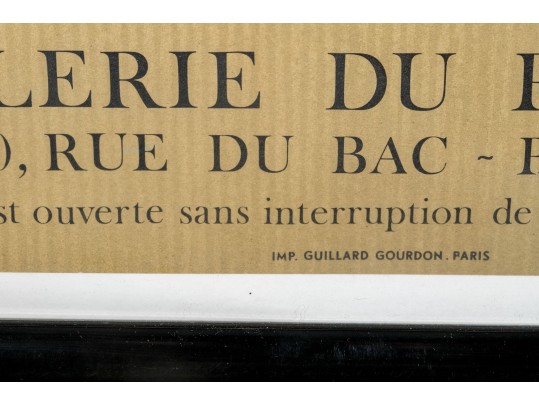 LERIE DU
), RUE DU BAC ~
st ouverte sans interruption de
IMP. GUILLARD GOURDON. PARIS